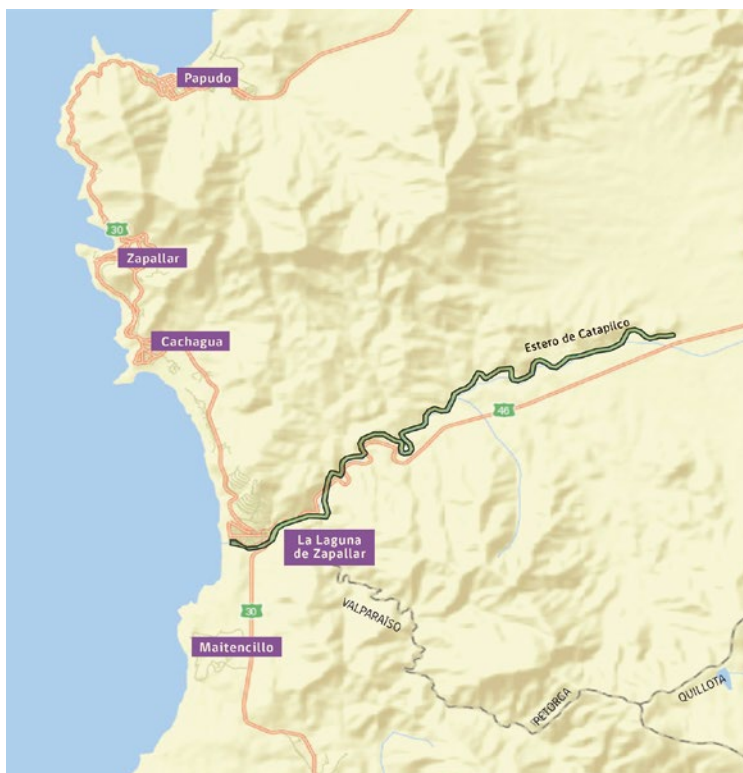 Papudo
30
Zapallar
Cachagua
Estero de Catapilco
46
La Laguna
de Zapallar
VALPARAÍSO
30
Maitencillo
PETORCA
QUILLOTA